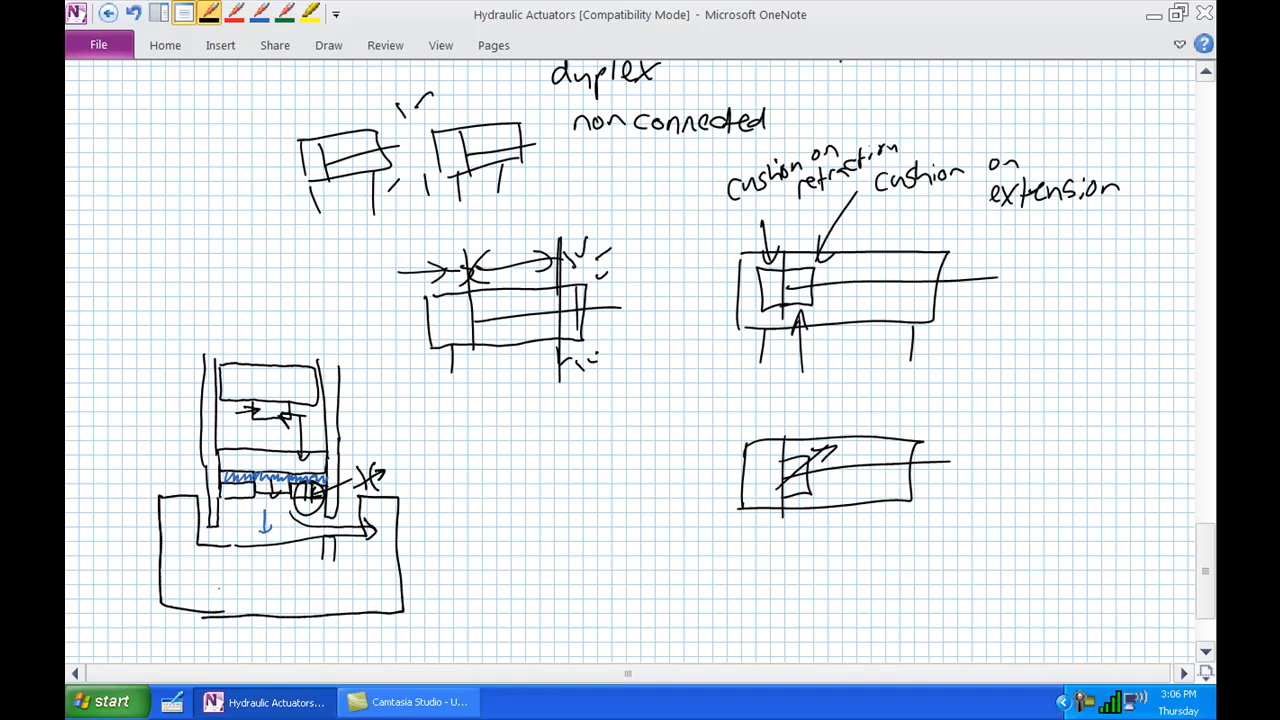 Hydraulic Actuators [Compatibility Mode] - Microsoft OneNote
File Home Insert Share Draw Review View Pages
duplex
non connected
cushion on
retraction
cushion on
extension
start
Hydraulic Actuators...
Camtasia Studio - U...
3:06 PM
Thursday